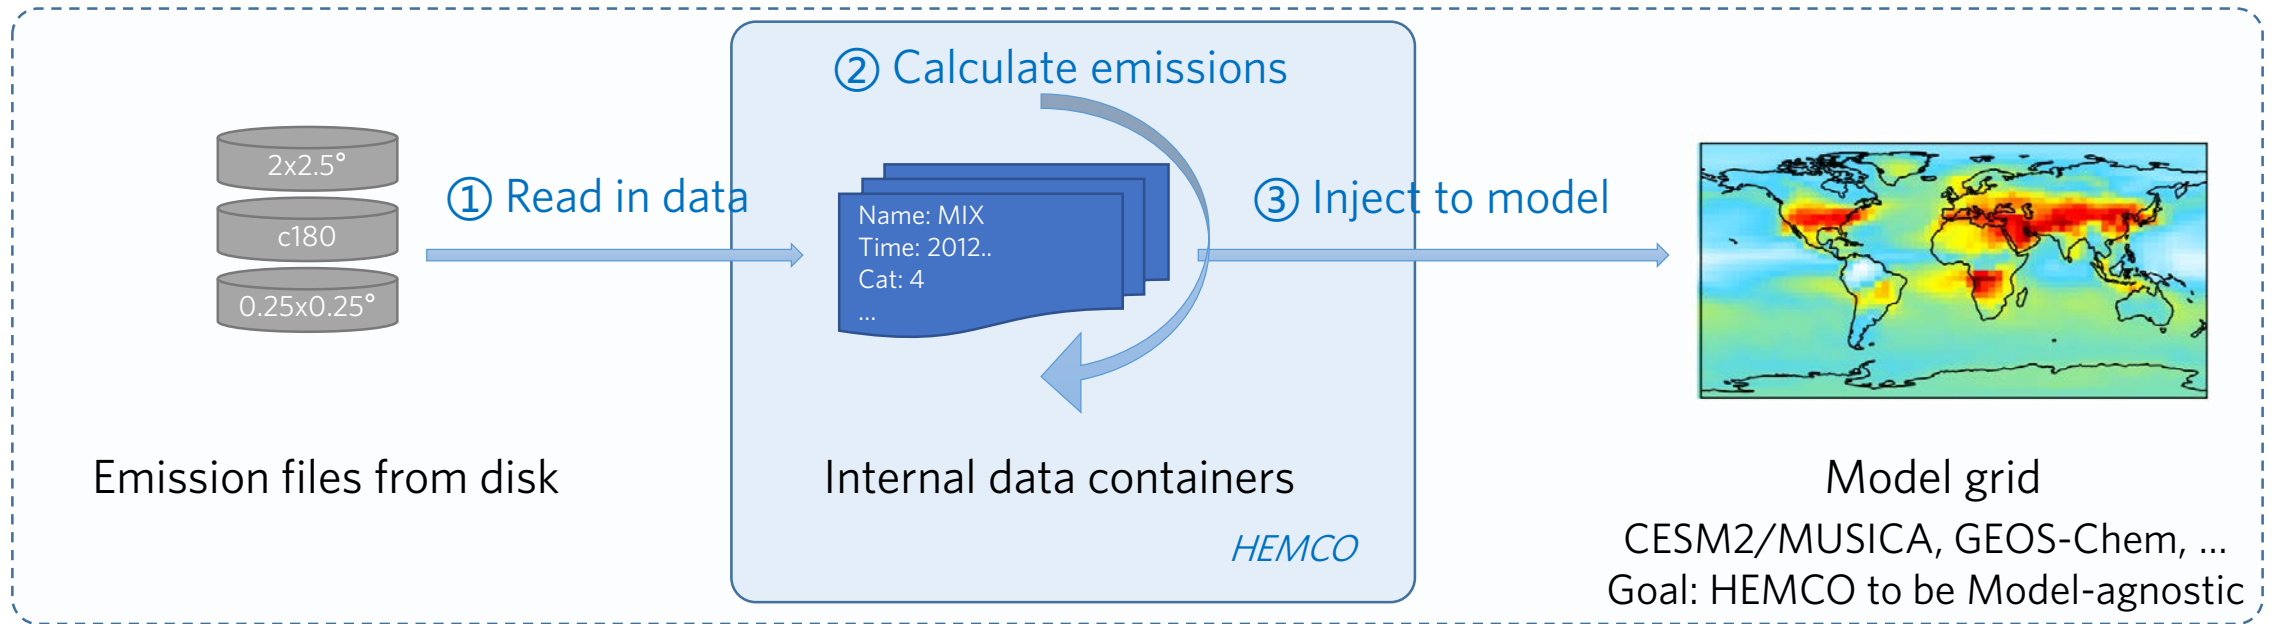 ② Calculate emissions
2x2.5°
c180
0.25x0.25°
① Read in data
Name: MIX
Time: 2012..
Cat: 4
...
③ Inject to model
Emission files from disk
Internal data containers
HEMCO
Model grid
CESM2/MUSICA, GEOS-Chem, ...
Goal: HEMCO to be Model-agnostic